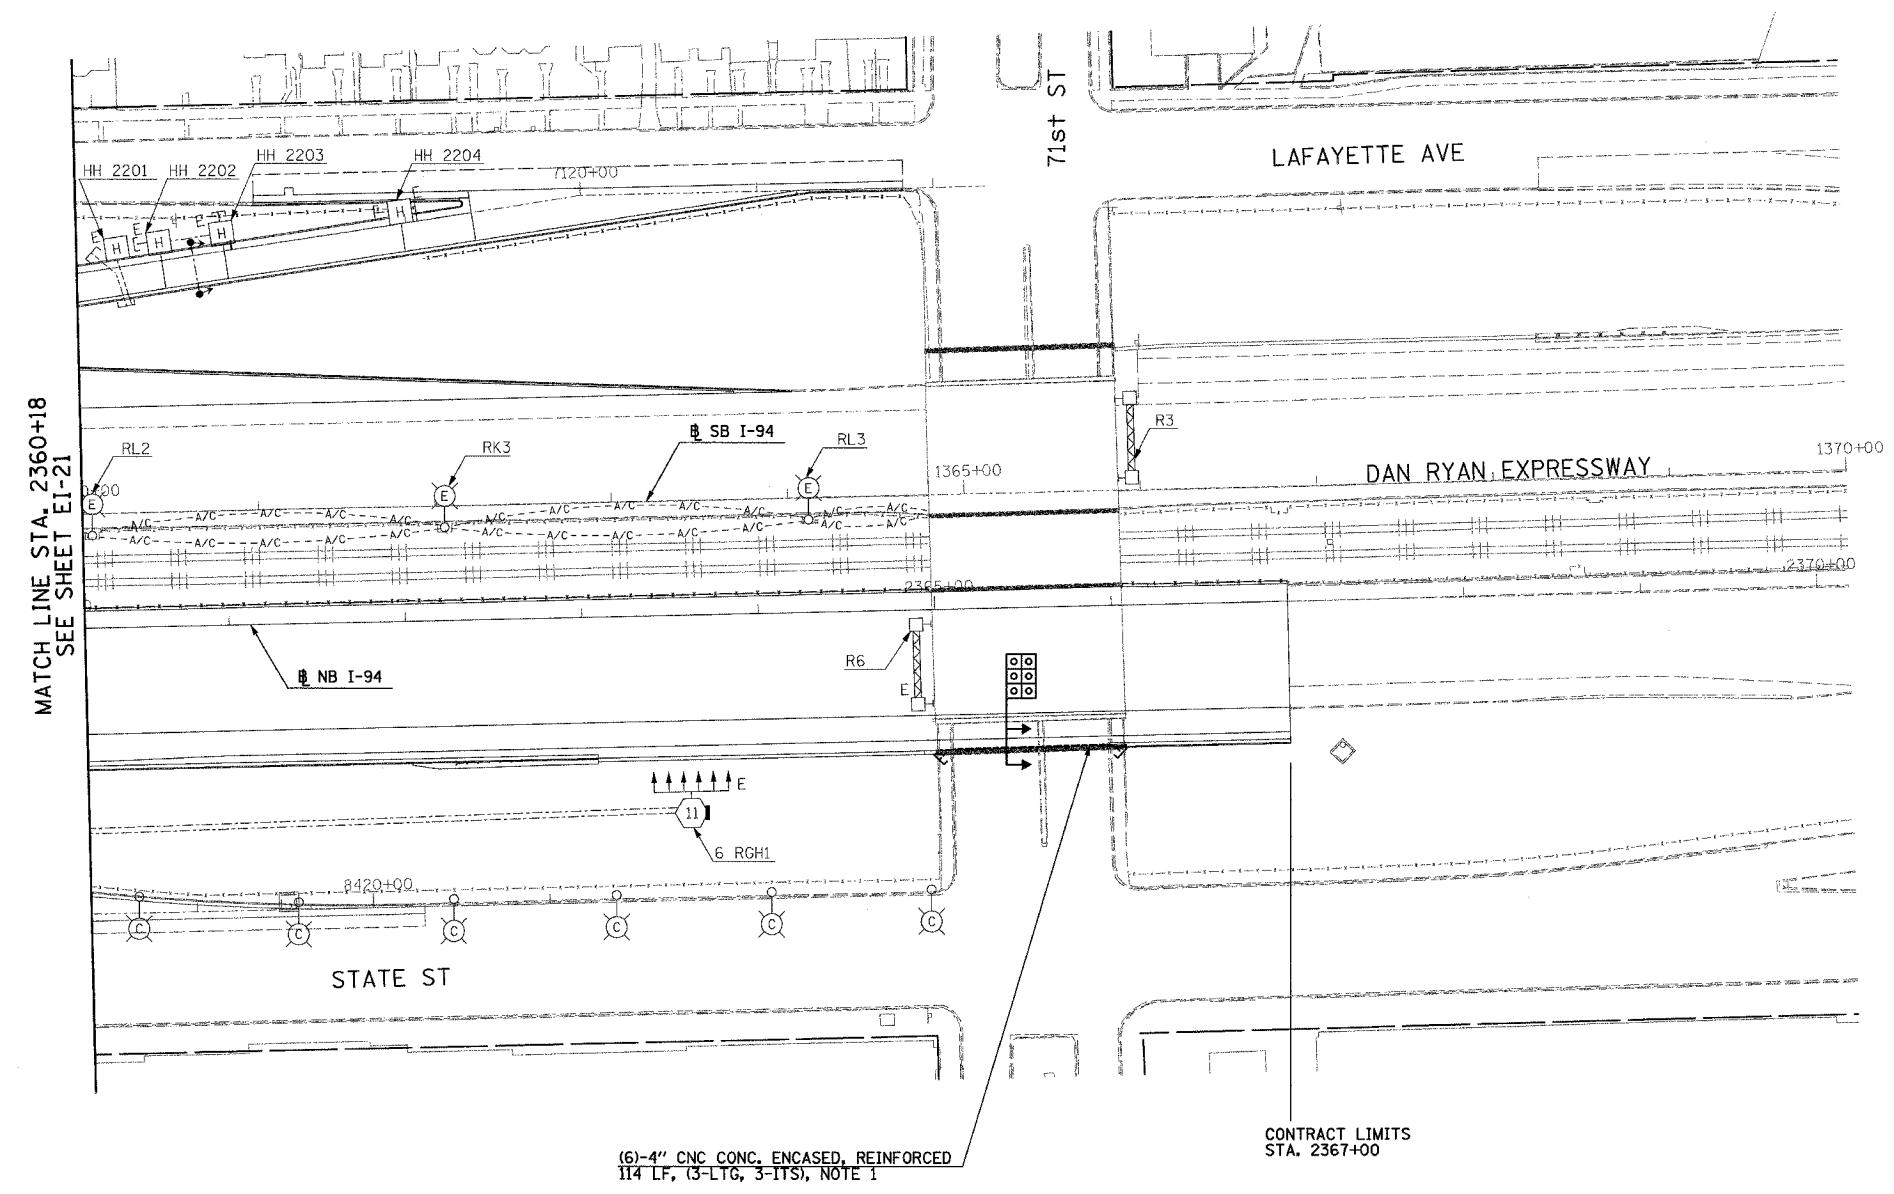 71st ST
LAFAYETTE AVE
HH 2201
HH 2202
HH 2203
HH 2204
7120+00
E
E
E
E
E
H
H
H
H
MATCH LINE STA. 2360+18
SEE SHEET EI-21
RL2
RK3
℄ SB I-94
RL3
R3
1365+00
DAN RYAN EXPRESSWAY
1370+00
E
E
E
A/C A/C A/C A/C A/C A/C A/C A/C A/C A/C A/C A/C
A/C A/C A/C A/C A/C A/C A/C A/C A/C A/C A/C
2365+00
2370+00
R6
E
℄ NB I-94
E
11
6 RGH1
8420+00
C C C C C C
STATE ST
(6)-4" CNC CONC. ENCASED, REINFORCED
114 LF, (3-LTG, 3-ITS), NOTE 1
CONTRACT LIMITS
STA. 2367+00